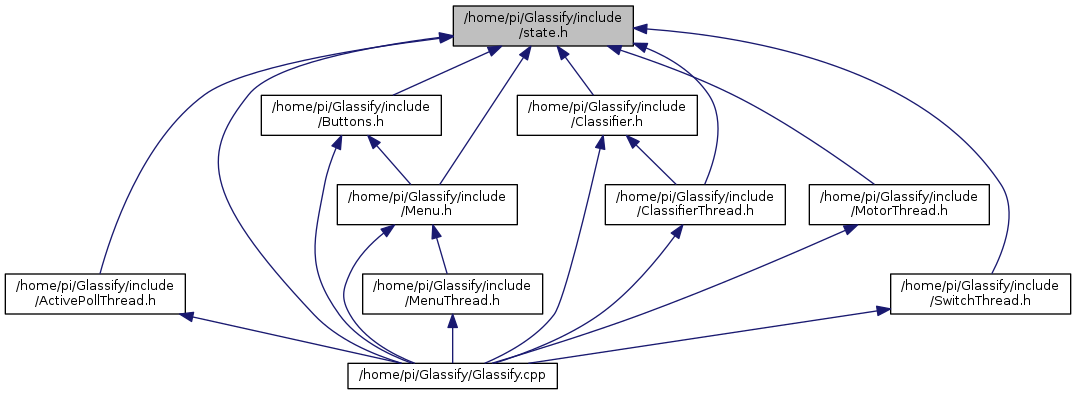 /home/pi/Glassify/include
/state.h
/home/pi/Glassify/include
/Buttons.h
/home/pi/Glassify/include
/Classifier.h
/home/pi/Glassify/include
/Menu.h
/home/pi/Glassify/include
/ClassifierThread.h
/home/pi/Glassify/include
/MotorThread.h
/home/pi/Glassify/include
/ActivePollThread.h
/home/pi/Glassify/include
/MenuThread.h
/home/pi/Glassify/include
/SwitchThread.h
/home/pi/Glassify/Glassify.cpp